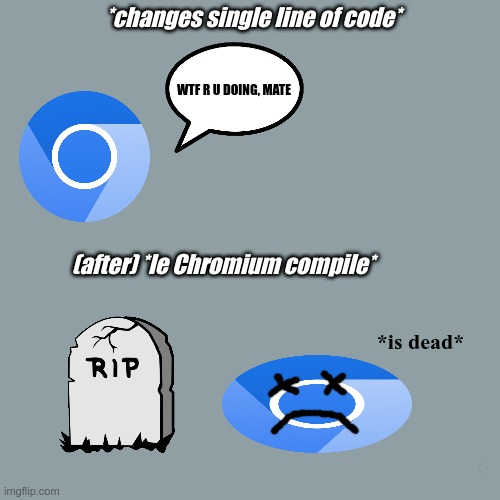 *changes single line of code*
WTF R U DOING, MATE
(after) *le Chromium compile*
*is dead*
RIP
imgflip.com